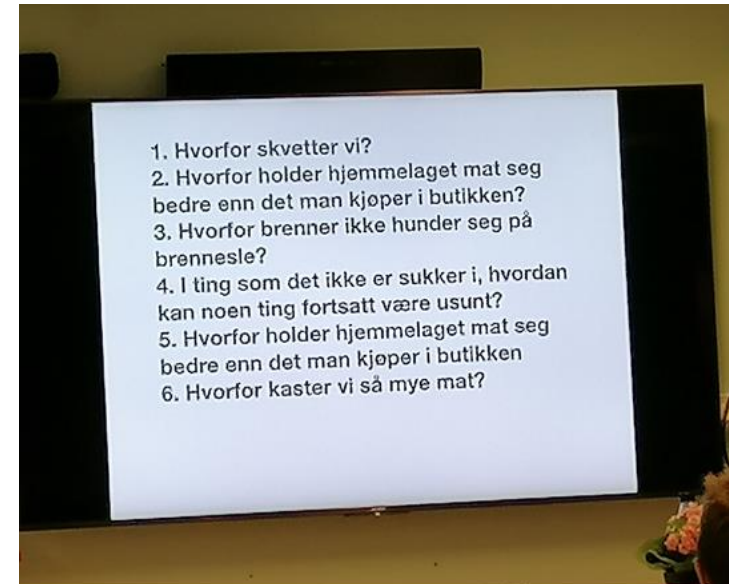 1. Hvorfor skvetter vi?
2. Hvorfor holder hjemmelaget mat seg
bedre enn det man kjøper i butikken?
3. Hvorfor brenner ikke hunder seg på
brennesle?
4. I ting som det ikke er sukker i, hvordan
kan noen ting fortsatt være usunt?
5. Hvorfor holder hjemmelaget mat seg
bedre enn det man kjøper i butikken
6. Hvorfor kaster vi så mye mat?